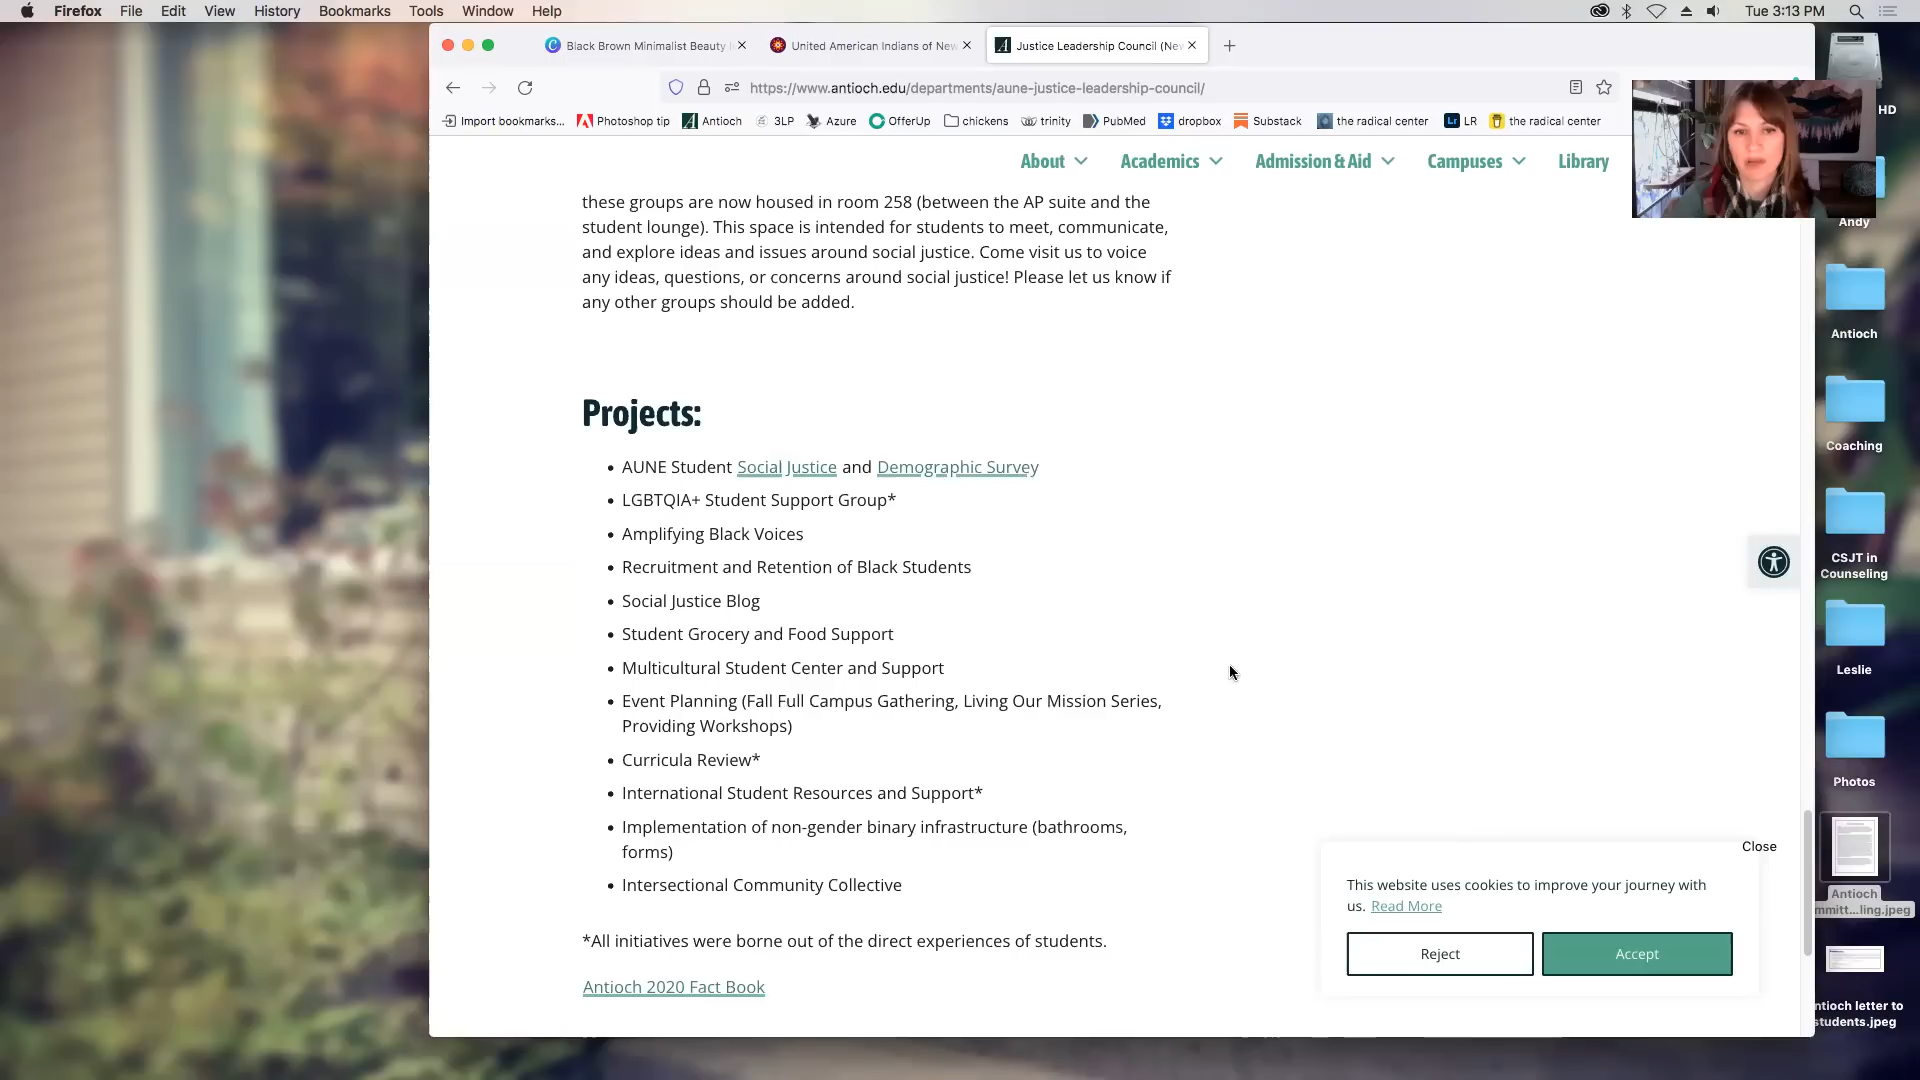 Firefox File Edit View History Bookmarks Tools Window Help Tue 3:13 PM
Black Brown Minimalist Beauty United American Indians of New Justice Leadership Council (Nev
https://www.antioch.edu/departments/aune-justice-leadership-council/
Import bookmarks... Photoshop tip Antioch 3LP Azure OfferUp chickens trinity PubMed dropbox Substack the radical center LR the radical center
About Academics Admission & Aid Campuses Library
these groups are now housed in room 258 (between the AP suite and the
student lounge). This space is intended for students to meet, communicate,
and explore ideas and issues around social justice. Come visit us to voice
any ideas, questions, or concerns around social justice! Please let us know if
any other groups should be added.
Projects:
AUNE Student Social Justice and Demographic Survey
LGBTQIA+ Student Support Group*
Amplifying Black Voices
Recruitment and Retention of Black Students
Social Justice Blog
Student Grocery and Food Support
Multicultural Student Center and Support
Event Planning (Fall Full Campus Gathering, Living Our Mission Series,
Providing Workshops)
Curricula Review*
International Student Resources and Support*
Implementation of non-gender binary infrastructure (bathrooms,
forms)
Intersectional Community Collective
*All initiatives were borne out of the direct experiences of students.
Antioch 2020 Fact Book
Close
This website uses cookies to improve your journey with
us. Read More
Reject Accept
HD
Andy
Antioch
Coaching
CSJT in
Counseling
Leslie
Photos
Antioch
mmitt...ling.jpeg
ntioch letter to
students.jpeg